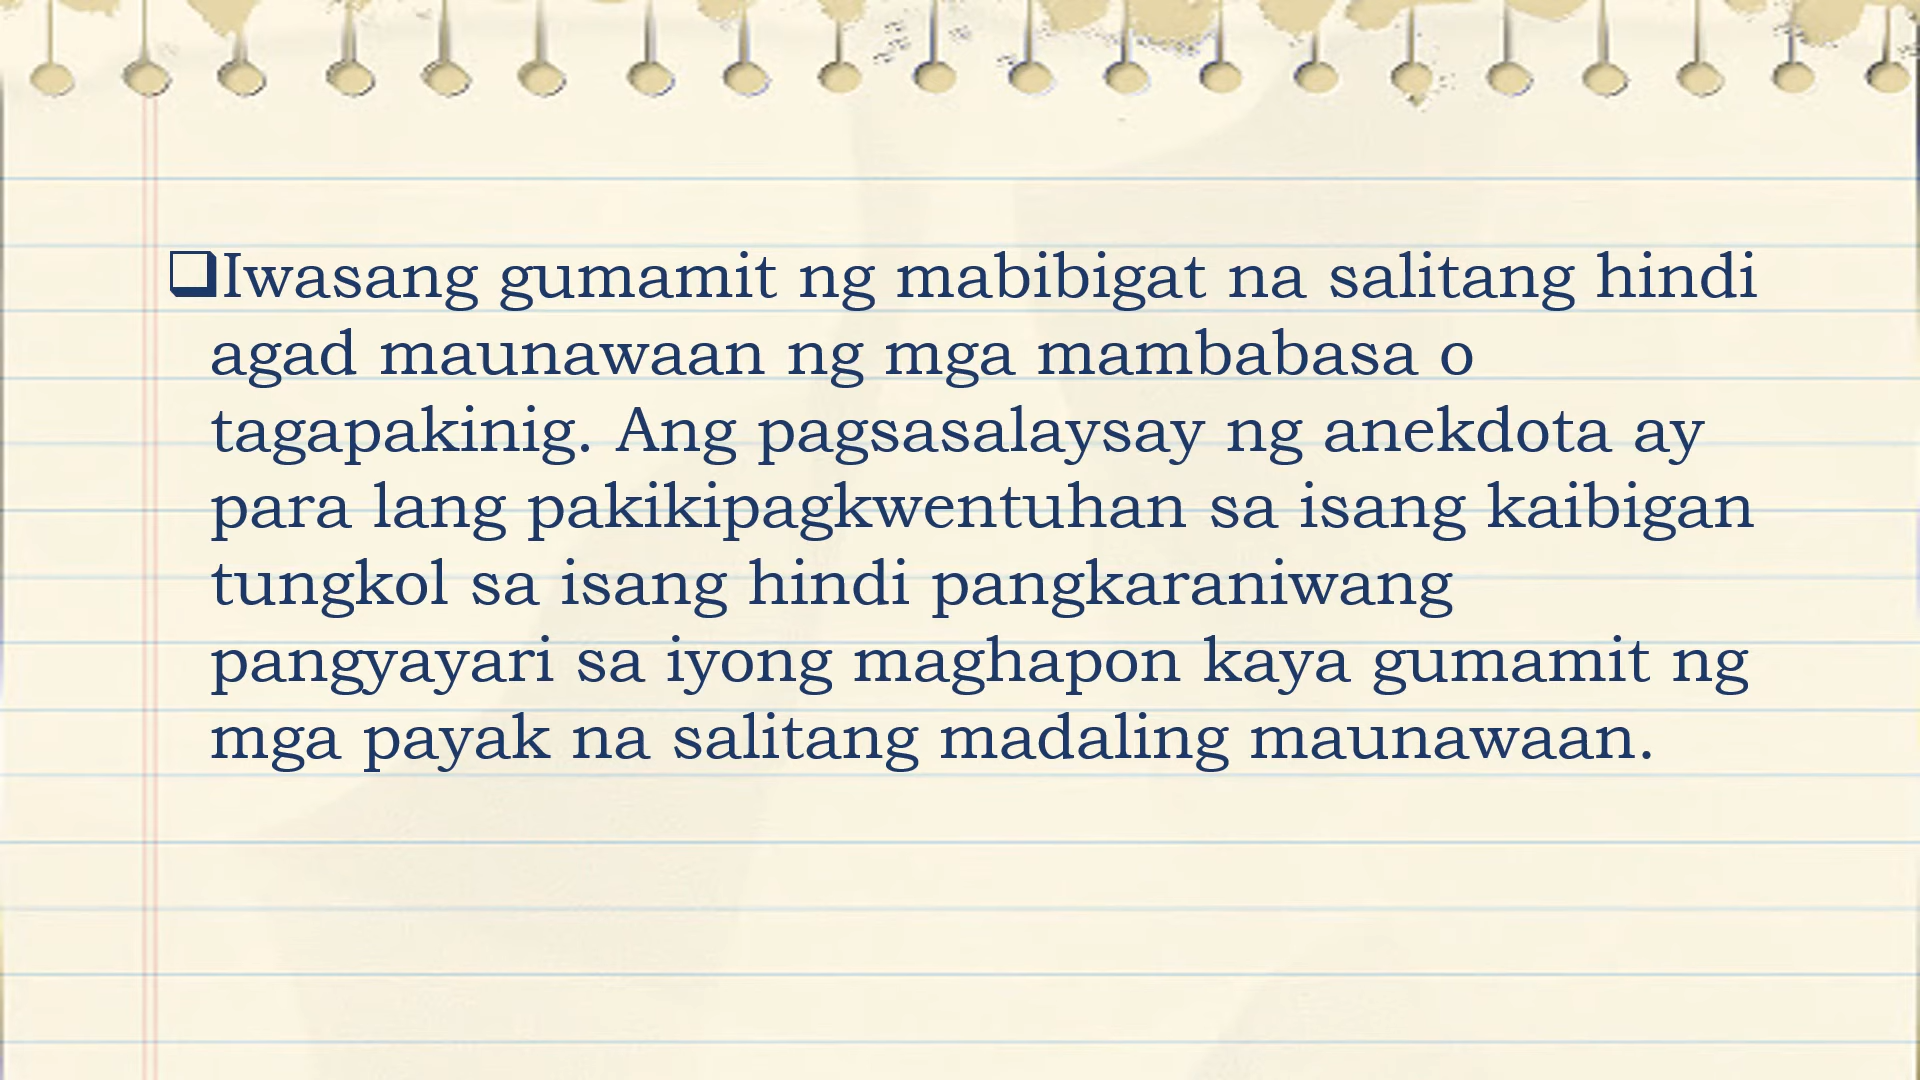 ❑Iwasang gumamit ng mabibigat na salitang hindi
agad maunawaan ng mga mambabasa o
tagapakinig. Ang pagsasalaysay ng anekdota ay
para lang pakikipagkwentuhan sa isang kaibigan
tungkol sa isang hindi pangkaraniwang
pangyayari sa iyong maghapon kaya gumamit ng
mga payak na salitang madaling maunawaan.